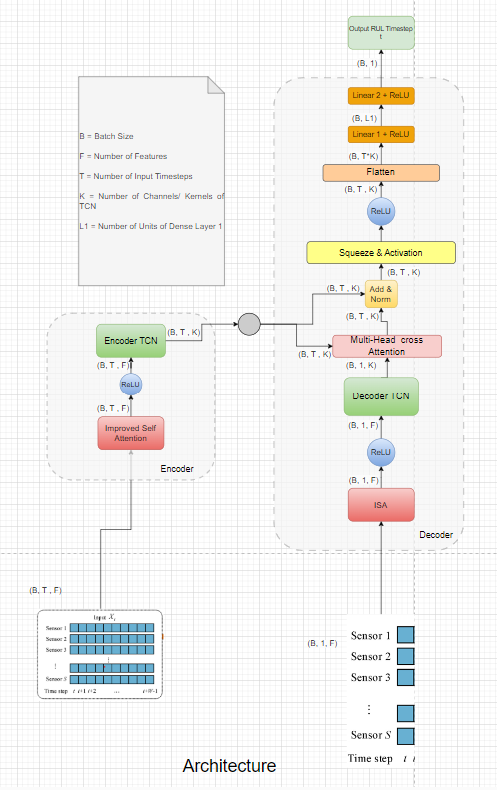 Output RUL Timestep
t
(B, 1)
Linear 2 + ReLU
(B, L1)
Linear 1 + ReLU
(B, T*K)
Flatten
(B, T , K)
ReLU
Squeeze & Activation
(B, T , K)
(B, T , K)
Add &
Norm
(B, T , K)
Multi-Head cross
Attention
(B, T , K)
(B, 1, K)
Decoder TCN
(B, 1, F)
ReLU
(B, 1, F)
ISA
Decoder
B = Batch Size
F = Number of Features
T = Number of Input Timesteps
K = Number of Channels/ Kernels of
TCN
L1 = Number of Units of Dense Layer 1
Encoder TCN
(B, T , K)
(B, T , F)
ReLU
(B, T , F)
Improved Self
Attention
Encoder
(B, T , F)
Input
Sensor 1
Sensor 2
Sensor 3
⋮
Sensor S
Time step t t+1 t+2 ...
(B, 1, F)
Sensor 1
Sensor 2
Sensor 3
⋮
Sensor S
Time step t
Architecture